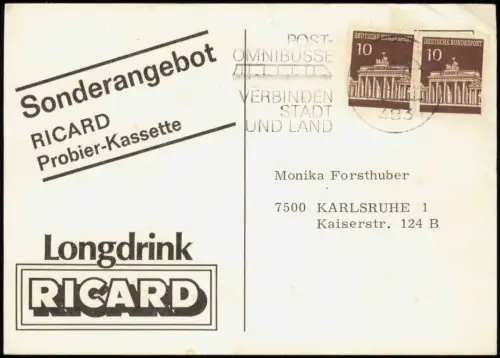 Sonderangebot
RICARD
Probier-Kassette
POST-
OMNIBUSSE
VERBINDEN
STADT
UND LAND
10
DEUTSCHE BUNDESPOST
10
DEUTSCHE BUNDESPOST
483
Monika Forsthuber
7500 KARLSRUHE 1
Kaiserstr. 124 B
Longdrink
RICARD